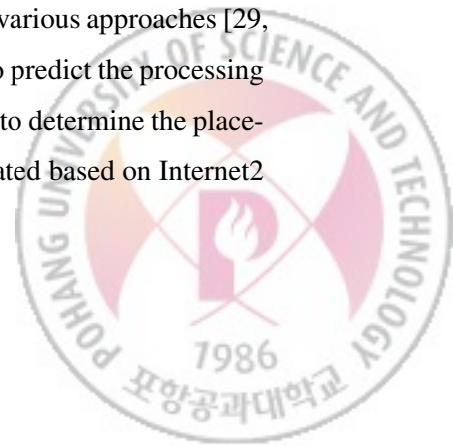 various approaches [29,
o predict the processing
to determine the place-
ated based on Internet2
POHANG UNIVERSITY OF SCIENCE AND TECHNOLOGY
1986
포항공과대학교